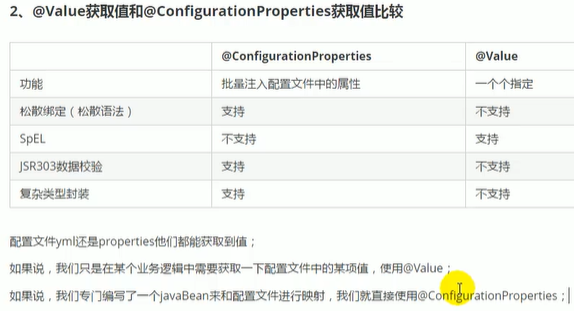 2、@Value获取值和@ConfigurationProperties获取值比较
@ConfigurationProperties @Value
功能 批量注入配置文件中的属性 一个个指定
松散绑定（松散语法） 支持 不支持
SpEL 不支持 支持
JSR303数据校验 支持 不支持
复杂类型封装 支持 不支持
配置文件yml还是properties他们都能获取到值；
如果说，我们只是在某个业务逻辑中需要获取一下配置文件中的某项值，使用@Value；
如果说，我们专门编写了一个javaBean来和配置文件进行映射，我们就直接使用@ConfigurationProperties；